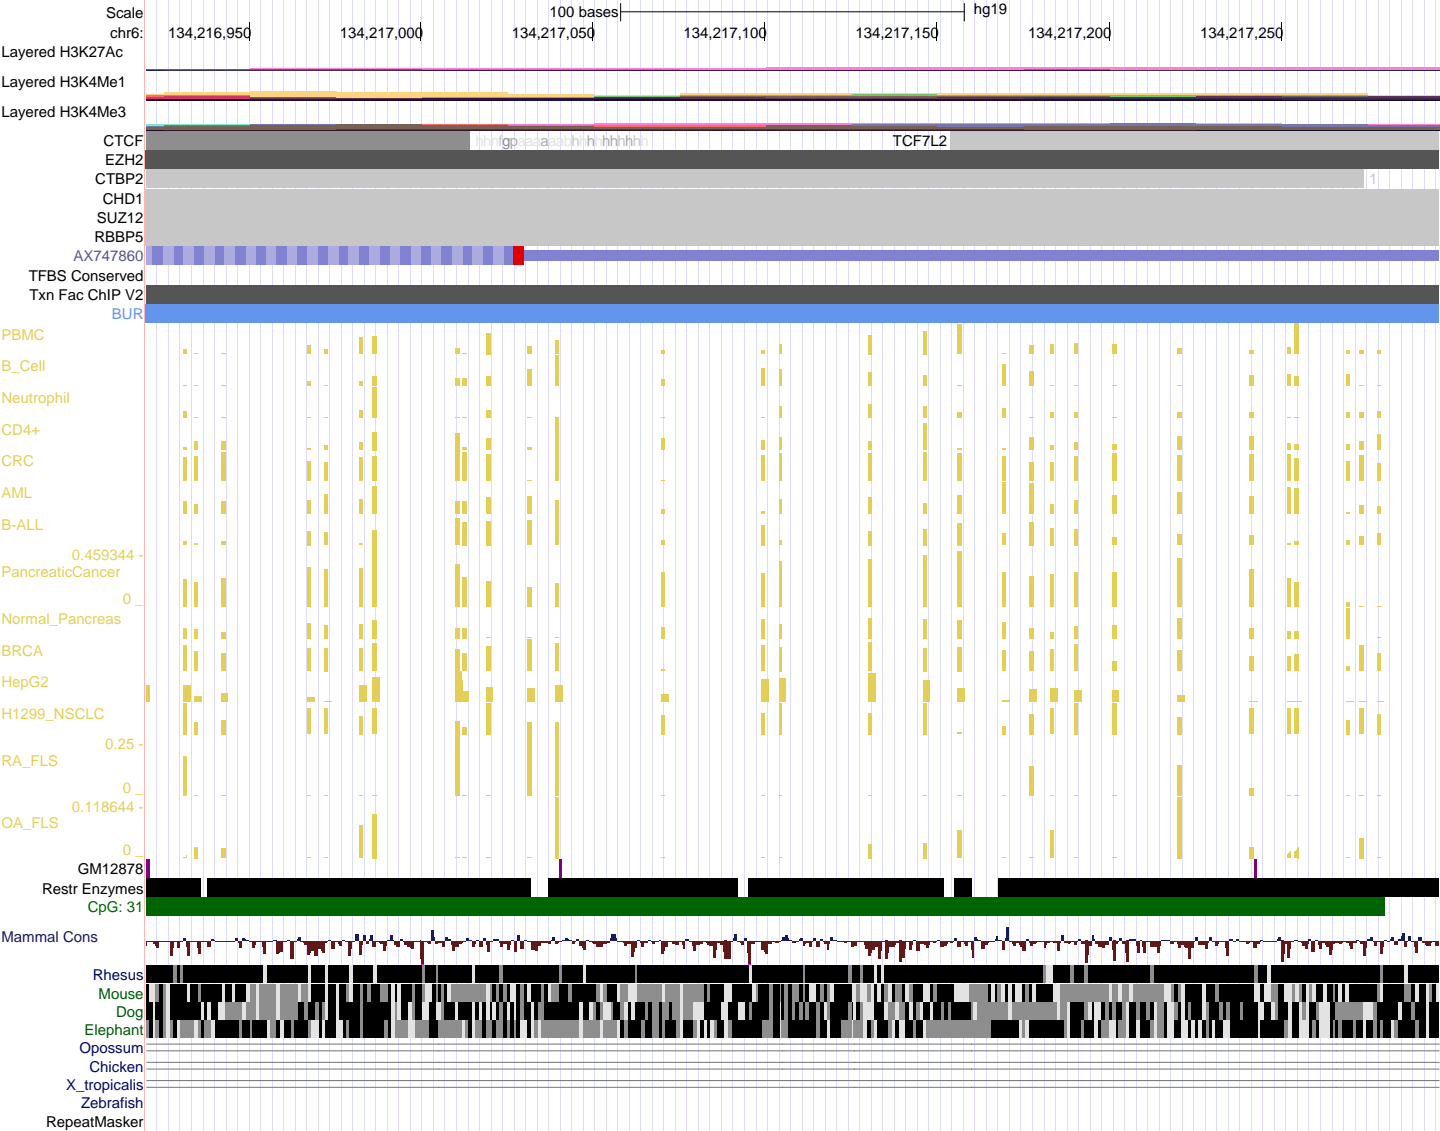 Scale 100 bases hg19
chr6: 134,216,950 134,217,000 134,217,050 134,217,100 134,217,150 134,217,200 134,217,250
Layered H3K27Ac
Layered H3K4Me1
Layered H3K4Me3
CTCF TCF7L2
EZH2
CTBP2 1
CHD1
SUZ12
RBBP5
AX747860
TFBS Conserved
Txn Fac ChIP V2
BUR
PBMC
B_Cell
Neutrophil
CD4+
CRC
AML
B-ALL
0.459344 -
PancreaticCancer
0 _
Normal_Pancreas
BRCA
HepG2
H1299_NSCLC
0.25 -
RA_FLS
0 _
0.118644 -
OA_FLS
0 _
GM12878
Restr Enzymes
CpG: 31
Mammal Cons
Rhesus
Mouse
Dog
Elephant
Opossum
Chicken
X_tropicalis
Zebrafish
RepeatMasker